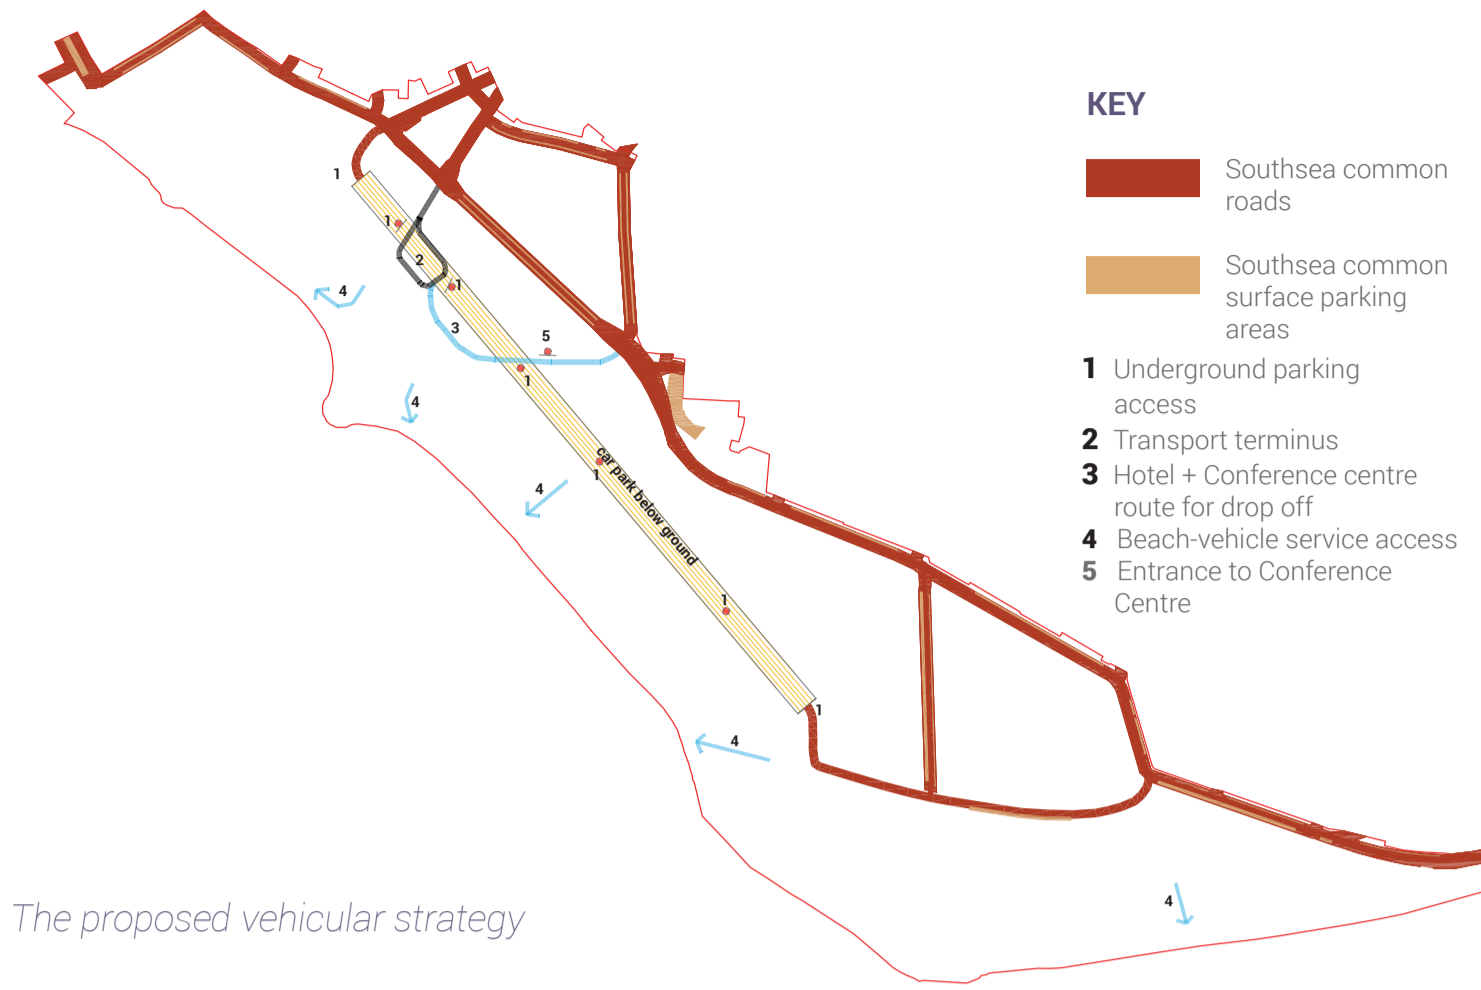 KEY
Southsea common
roads
Southsea common
surface parking
areas
1 Underground parking
access
2 Transport terminus
3 Hotel + Conference centre
route for drop off
4 Beach-vehicle service access
5 Entrance to Conference
Centre
1
1
2
1
4
3
5
1
4
car park below ground
1
4
1
1
4
4
The proposed vehicular strategy